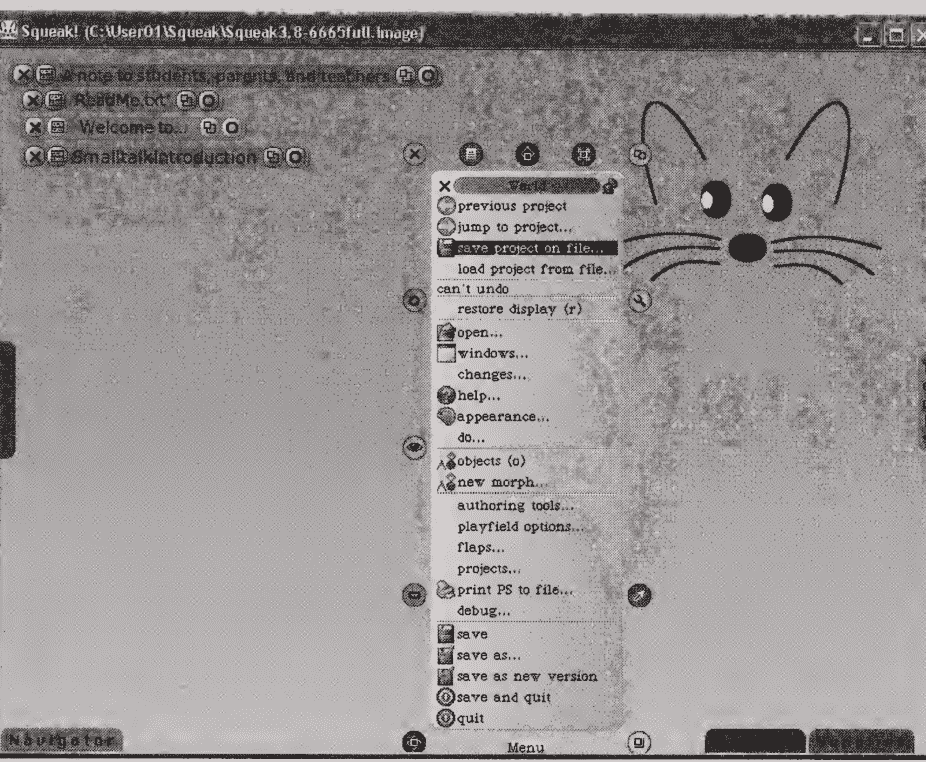 Squeak! (C:\User01\Squeak\Squeak3.8-6665full.Image)
A note to students, parents, and teachers
ReadMe.txt
Welcome to...
SmalltalkIntroduction
World
previous project
jump to project...
save project on file...
load project from file...
can't undo
restore display (r)
open...
windows...
changes...
help...
appearance...
do...
objects (o)
new morph...
authoring tools...
playfield options...
flaps...
projects...
print PS to file...
debug...
save
save as...
save as new version
save and quit
quit
Navigator
Menu